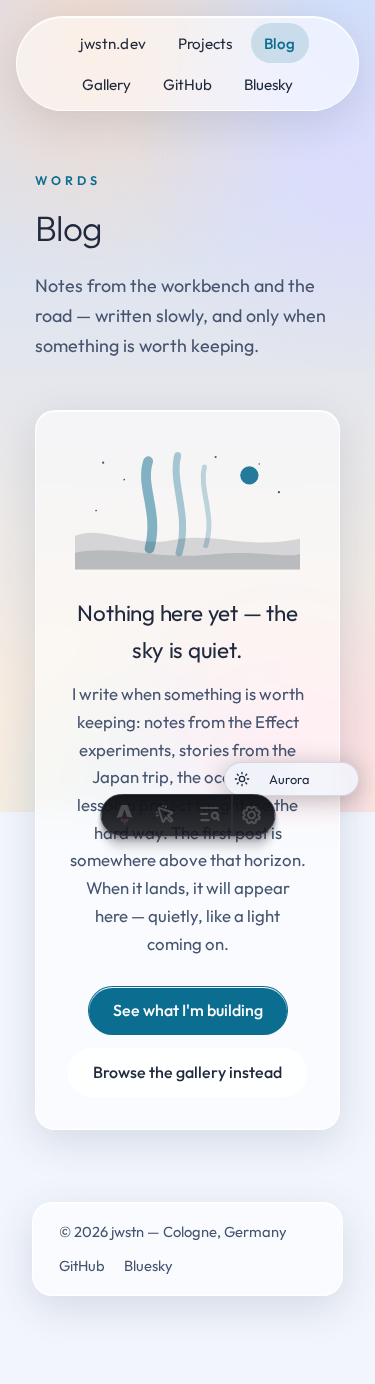 jwstn.dev Projects Blog
Gallery GitHub Bluesky
WORDS
Blog
Notes from the workbench and the
road — written slowly, and only when
something is worth keeping.
Nothing here yet — the
sky is quiet.
I write when something is worth
keeping: notes from the Effect
experiments, stories from the
Japan trip, the
Aurora
the
hard way. The first post is
somewhere above that horizon.
When it lands, it will appear
here — quietly, like a light
coming on.
See what I'm building
Browse the gallery instead
© 2026 jwstn — Cologne, Germany
GitHub Bluesky